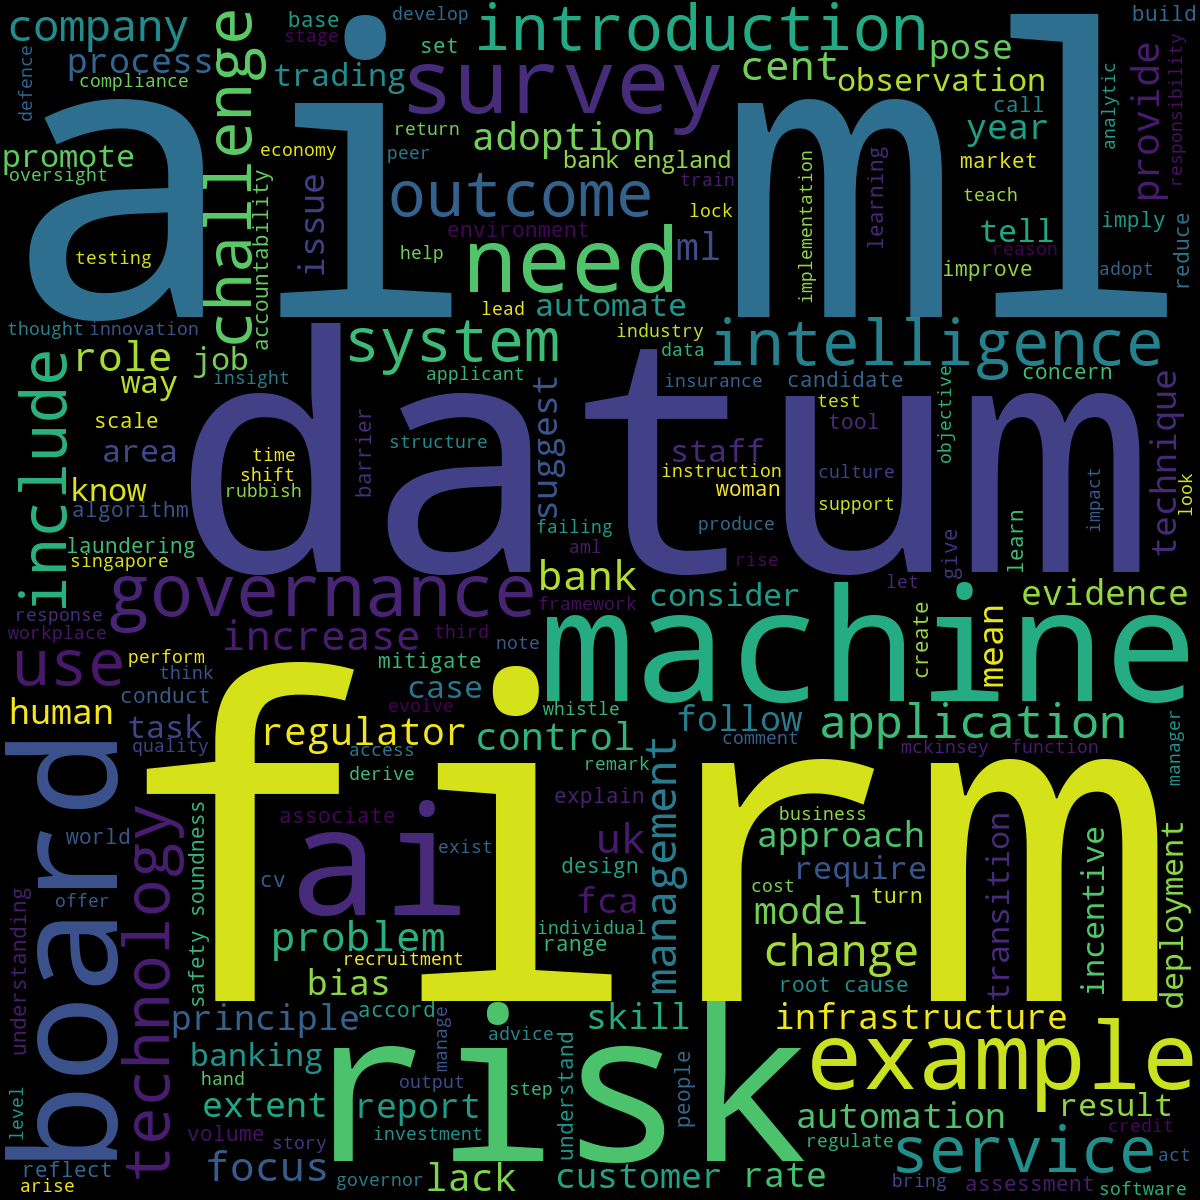 company
base
stage
develop
set
introduction
pose
build
defence
process
compliance
trading
survey
cent
observation
ai ml
challenge
call
year
analytic
provide
responsibility
promote
oversight
economy
return
peer
adoption
bank england
train
lock
market
teach
accountability
issue
outcome
environment
help
need
ml
implementation
learning
tell
reason
imply
reduce
testing
improve
adopt
lead
automate
thought
innovation
role
job
way
insight
system
applicant
industry
data
intelligence
include
scale
area
know
algorithm
laundering
singapore
datum
time
shift
rubbish
barrier
structure
suggest
failing
aml
insurance
candidate
test
tool
staff
instruction
woman
culture
support
produce
rise
objective
concern
technique
look
impact
learn
give
let
response
workplace
governance
bank
framework
consider
evidence
use
increase
third
note
machine
create
mean
perform
think
conduct
mitigate
case
evolve
whistle
human
task
quality
regulator
access
derive
control
remark
follow
comment
application
mckinsey
function
manager
board
firm
technology
world
offer
understanding
safety soundness
associate
ai
exist
cv
explain
uk
design
fca
management
business
approach
require
cost
turn
model
transition
incentive
deployment
problem
recruitment
individual
range
bias
change
root cause
principle
accord
manage
advice
skill
infrastructure
example
banking
hand
risk
output
step
understand
people
extent
report
automation
result
credit
level
volume
investment
story
regulate
service
act
reflect
arise
focus
governor
lack
customer
rate
bring
assessment
software